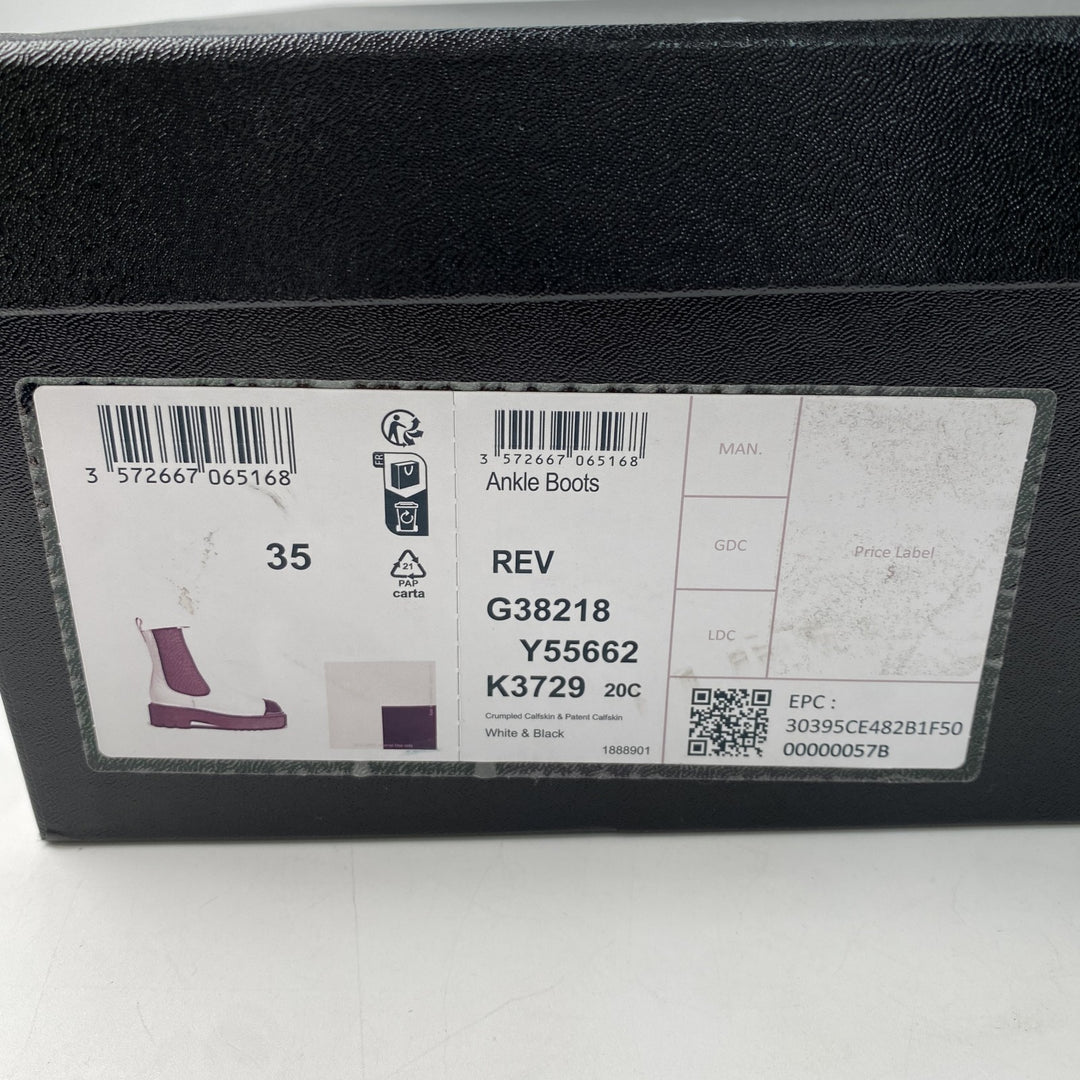 3 572667 065168
FR
35
21
PAP
carta
3 572667 065168
Ankle Boots
REV
G38218
Y55662
K3729 20C
Crumpled Calfskin & Patent Calfskin
White & Black
1888901
MAN.
GDC
LDC
Price Label
EPC :
30395CE482B1F50
00000057B